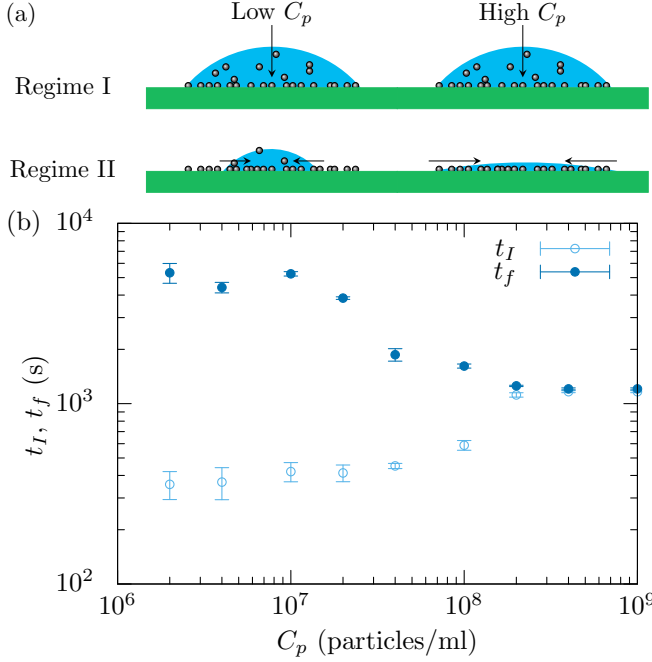 (a)
Low C_p
High C_p
Regime I
Regime II
(b)
10^4
10^3
10^2
t_I, t_f (s)
t_I
t_f
10^6
10^7
10^8
10^9
C_p (particles/ml)